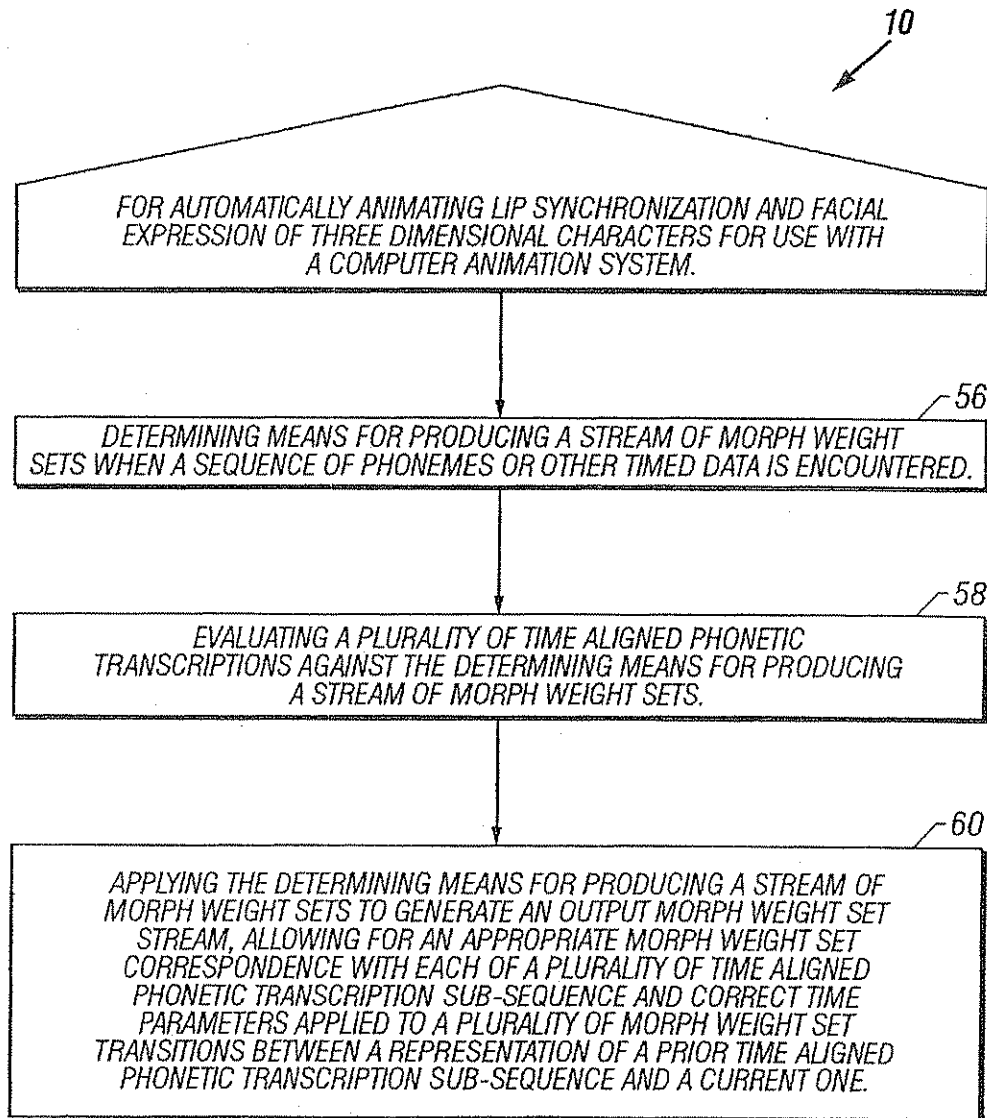 10
FOR AUTOMATICALLY ANIMATING LIP SYNCHRONIZATION AND FACIAL
EXPRESSION OF THREE DIMENSIONAL CHARACTERS FOR USE WITH
A COMPUTER ANIMATION SYSTEM.
56
DETERMINING MEANS FOR PRODUCING A STREAM OF MORPH WEIGHT
SETS WHEN A SEQUENCE OF PHONEMES OR OTHER TIMED DATA IS ENCOUNTERED.
58
EVALUATING A PLURALITY OF TIME ALIGNED PHONETIC
TRANSCRIPTIONS AGAINST THE DETERMINING MEANS FOR PRODUCING
A STREAM OF MORPH WEIGHT SETS.
60
APPLYING THE DETERMINING MEANS FOR PRODUCING A STREAM OF
MORPH WEIGHT SETS TO GENERATE AN OUTPUT MORPH WEIGHT SET
STREAM, ALLOWING FOR AN APPROPRIATE MORPH WEIGHT SET
CORRESPONDENCE WITH EACH OF A PLURALITY OF TIME ALIGNED
PHONETIC TRANSCRIPTION SUB-SEQUENCE AND CORRECT TIME
PARAMETERS APPLIED TO A PLURALITY OF MORPH WEIGHT SET
TRANSITIONS BETWEEN A REPRESENTATION OF A PRIOR TIME ALIGNED
PHONETIC TRANSCRIPTION SUB-SEQUENCE AND A CURRENT ONE.